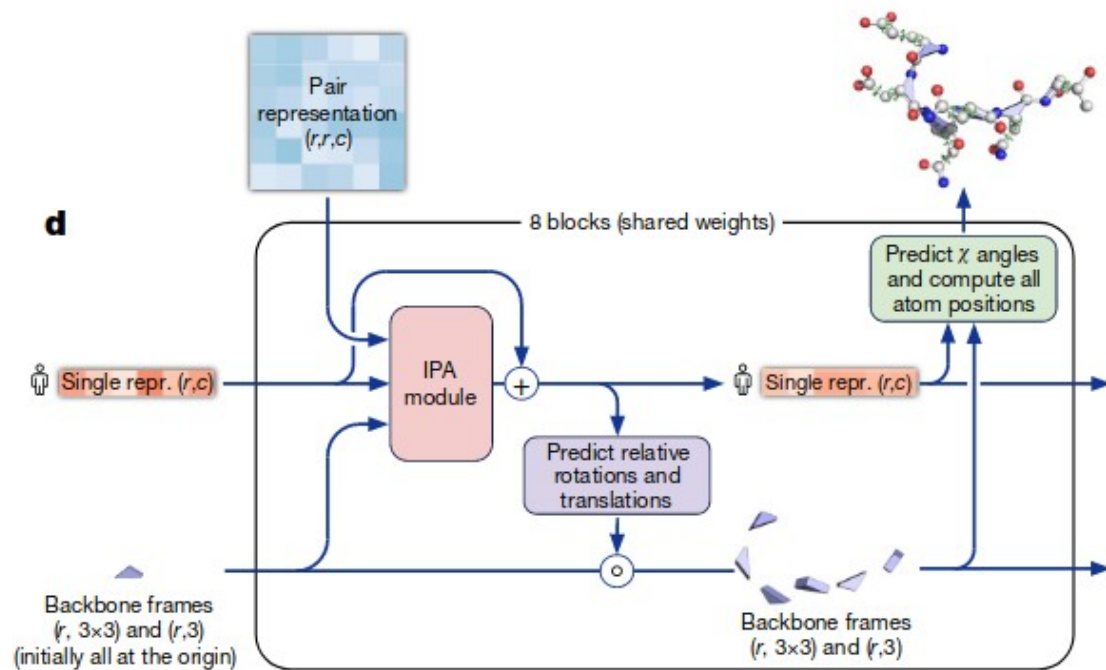 Pair
representation
(r,r,c)
d
8 blocks (shared weights)
Predict χ angles
and compute all
atom positions
Single repr. (r,c)
IPA
module
+
Single repr. (r,c)
Predict relative
rotations and
translations
Backbone frames
(r, 3×3) and (r,3)
(initially all at the origin)
Backbone frames
(r, 3×3) and (r,3)